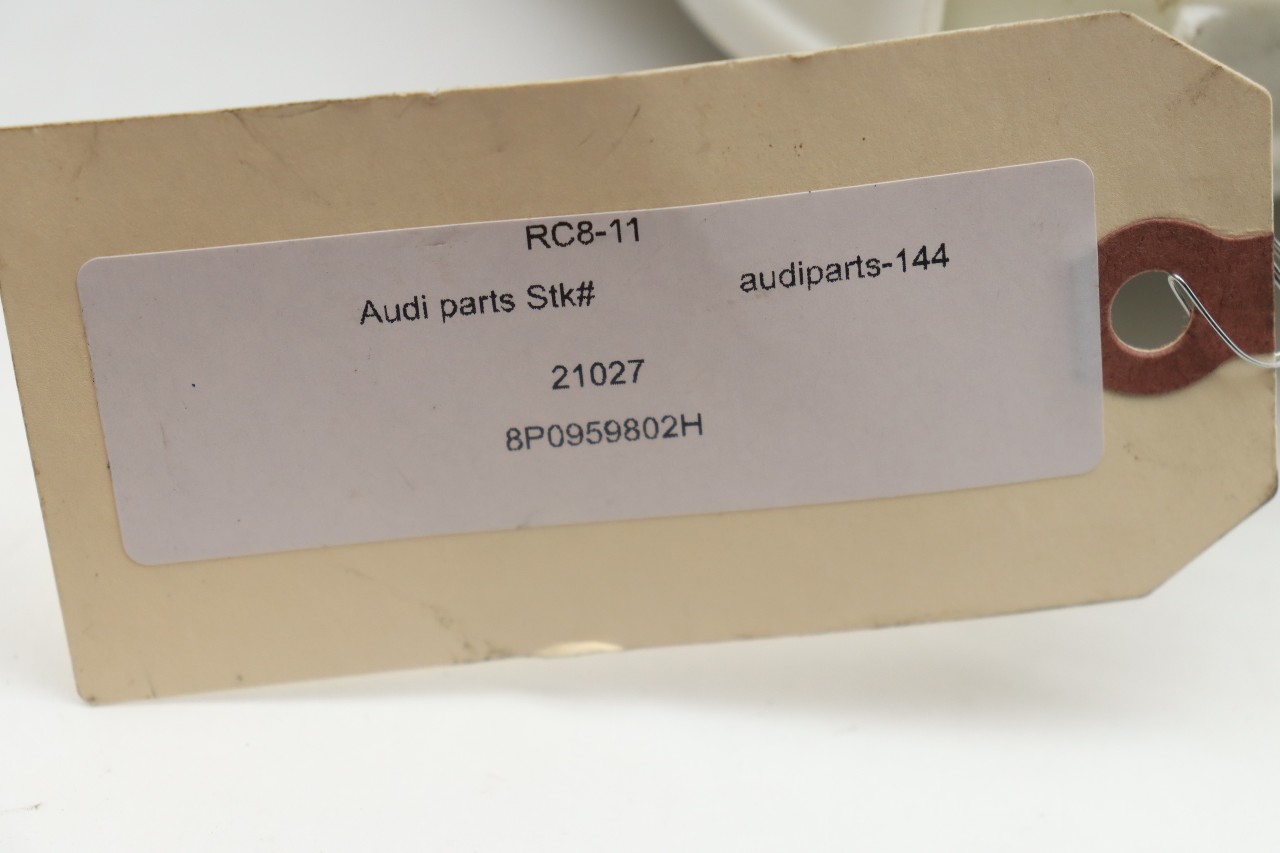 RC8-11
Audi parts Stk# audiparts-144
21027
8P0959802H